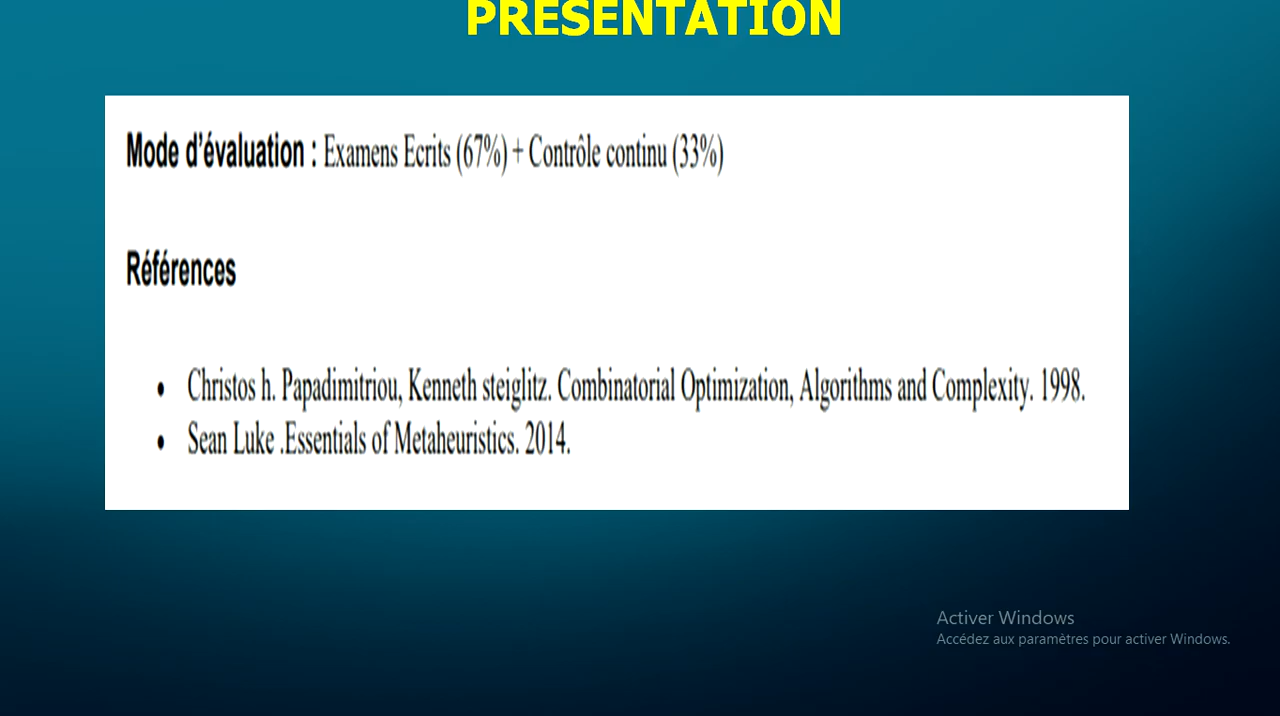 PRESENTATION
Mode d'évaluation : Examens Ecrits (67%) + Contrôle continu (33%)
Références
• Christos h. Papadimitriou, Kenneth steiglitz. Combinatorial Optimization, Algorithms and Complexity. 1998.
• Sean Luke .Essentials of Metaheuristics. 2014.
Activer Windows
Accédez aux paramètres pour activer Windows.